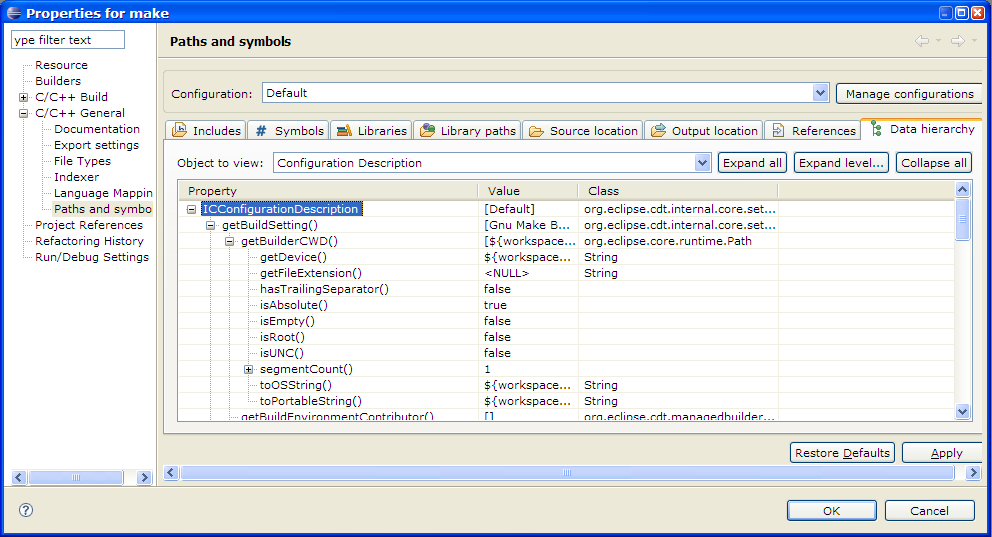 Properties for make
ype filter text
Resource
Builders
C/C++ Build
C/C++ General
Documentation
Export settings
File Types
Indexer
Language Mappin
Paths and symbo
Project References
Refactoring History
Run/Debug Settings
Paths and symbols
Configuration: Default Manage configurations
Includes # Symbols Libraries Library paths Source location Output location References Data hierarchy
Object to view: Configuration Description Expand all Expand level... Collapse all
Property Value Class
ICConfigurationDescription [Default] org.eclipse.cdt.internal.core.set...
getBuildSetting() [Gnu Make B... org.eclipse.cdt.internal.core.set...
getBuilderCWD() [${workspace... org.eclipse.core.runtime.Path
getDevice() ${workspace... String
getFileExtension() <NULL> String
hasTrailingSeparator() false
isAbsolute() true
isEmpty() false
isRoot() false
isUNC() false
segmentCount() 1
toOSString() ${workspace... String
toPortableString() ${workspace... String
getBuildEnvironmentContributor() [] org.eclipse.cdt.managedbuilder...
Restore Defaults Apply
? OK Cancel